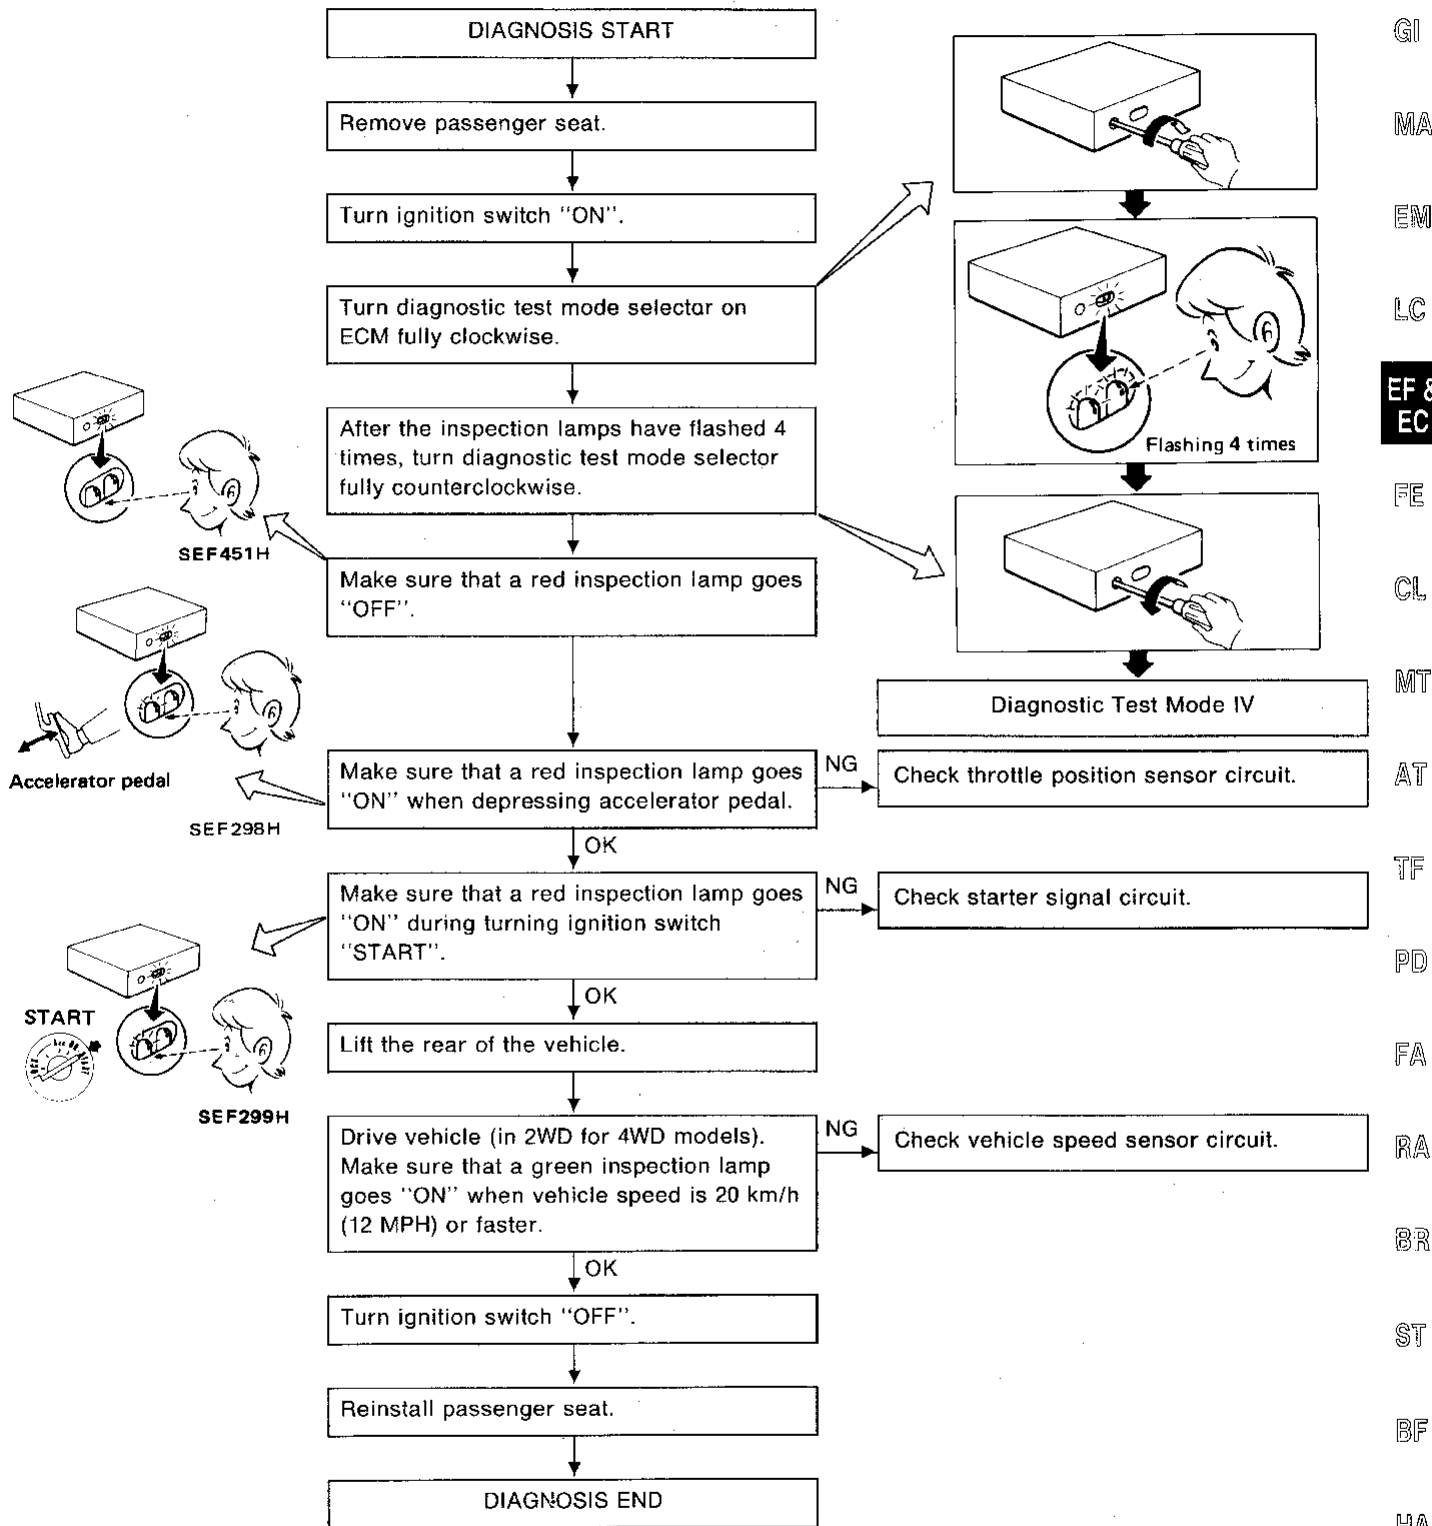 DIAGNOSIS START
Remove passenger seat.
Turn ignition switch "ON".
Turn diagnostic test mode selector on
ECM fully clockwise.
After the inspection lamps have flashed 4
times, turn diagnostic test mode selector
fully counterclockwise.
Flashing 4 times
SEF451H
Make sure that a red inspection lamp goes
"OFF".
Diagnostic Test Mode IV
Accelerator pedal
SEF298H
Make sure that a red inspection lamp goes
"ON" when depressing accelerator pedal.
NG
Check throttle position sensor circuit.
OK
Make sure that a red inspection lamp goes
"ON" during turning ignition switch
"START".
NG
Check starter signal circuit.
OK
START
SEF299H
Lift the rear of the vehicle.
Drive vehicle (in 2WD for 4WD models).
Make sure that a green inspection lamp
goes "ON" when vehicle speed is 20 km/h
(12 MPH) or faster.
NG
Check vehicle speed sensor circuit.
OK
Turn ignition switch "OFF".
Reinstall passenger seat.
DIAGNOSIS END
GI
MA
EM
LC
EF &
EC
FE
CL
MT
AT
TF
PD
FA
RA
BR
ST
BF
HA